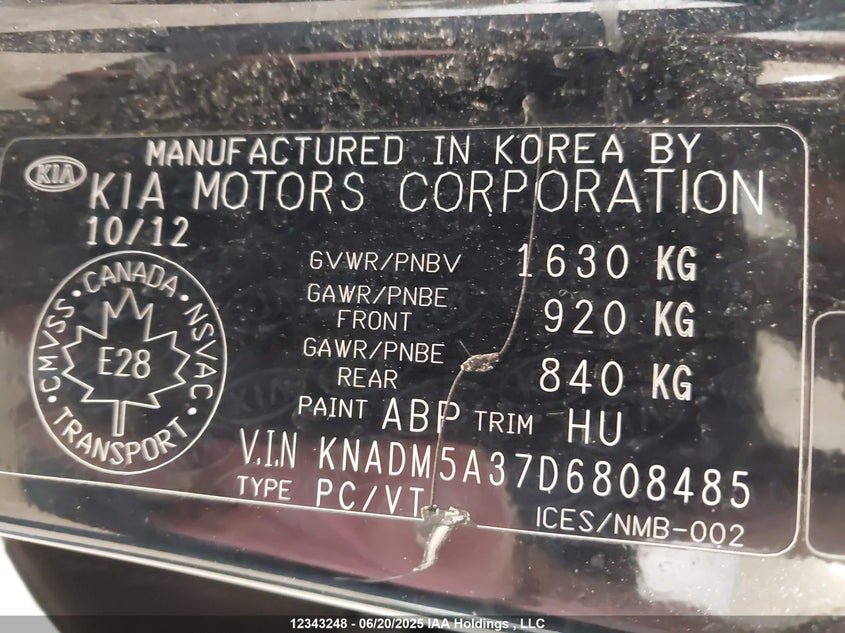 MANUFACTURED IN KOREA BY
KIA
KIA MOTORS CORPORATION
10/12
GVWR/PNBV 1630 KG
GAWR/PNBE FRONT 920 KG
GAWR/PNBE REAR 840 KG
PAINT ABP TRIM HU
V.I.N KNADM5A37D6808485
TYPE PC/VT
ICES/NMB-002
CMVSS · CANADA · NSVAC · TRANSPORT ·
E28
12343248 - 06/20/2025 IAA Holdings , LLC